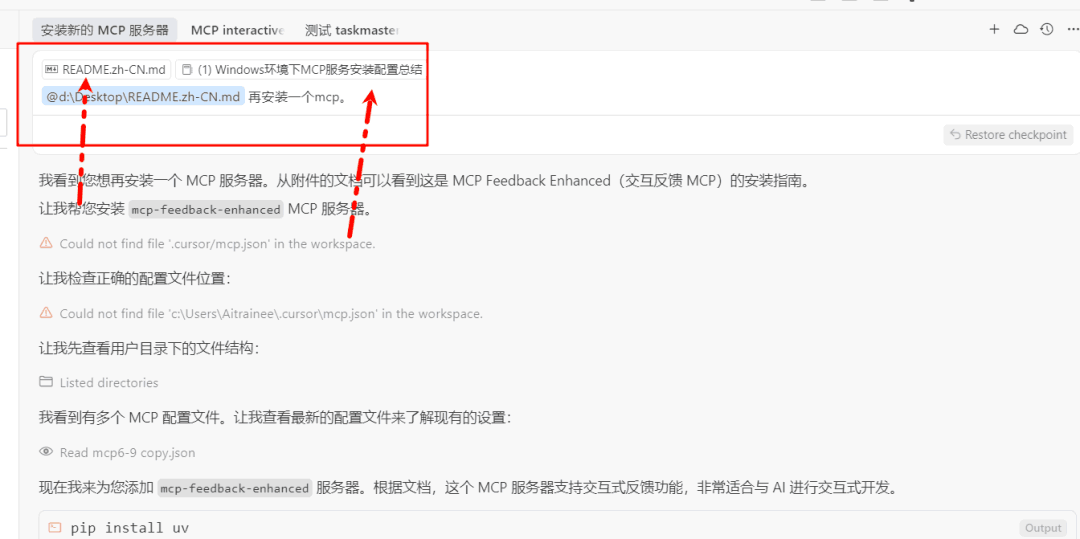 安装新的 MCP 服务器 MCP interactive 测试 taskmaster
README.zh-CN.md (1) Windows环境下MCP服务安装配置总结
@d:\Desktop\README.zh-CN.md 再安装一个mcp。
Restore checkpoint
我看到您想再安装一个 MCP 服务器。从附件的文档可以看到这是 MCP Feedback Enhanced（交互反馈 MCP）的安装指南。
让我帮您安装 mcp-feedback-enhanced MCP 服务器。
Could not find file '.cursor/mcp.json' in the workspace.
让我检查正确的配置文件位置：
Could not find file 'c:\Users\Aitrainee\.cursor\mcp.json' in the workspace.
让我先查看用户目录下的文件结构：
Listed directories
我看到有多个 MCP 配置文件。让我查看最新的配置文件来了解现有的设置：
Read mcp6-9 copy.json
现在我来为您添加 mcp-feedback-enhanced 服务器。根据文档，这个 MCP 服务器支持交互式反馈功能，非常适合与 AI 进行交互式开发。
pip install uv Output